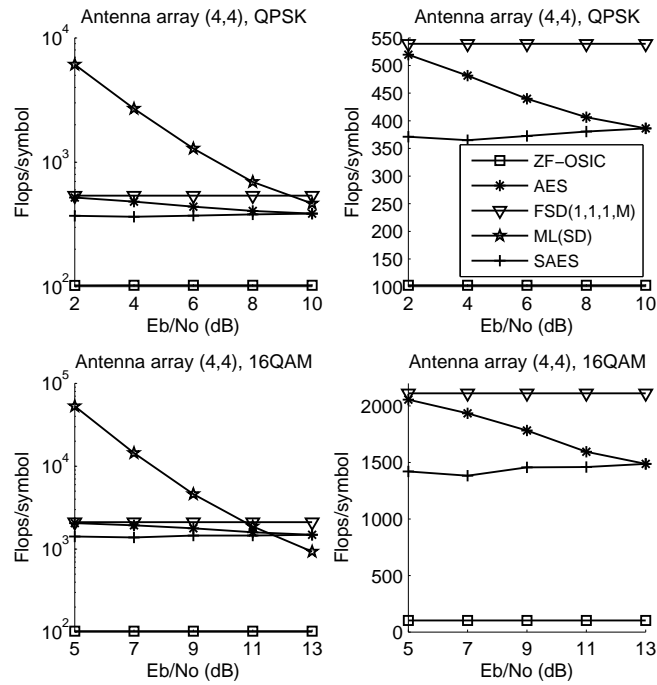 Antenna array (4,4), QPSK
10^4
10^3
10^2
Flops/symbol
2 4 6 8 10
Eb/No (dB)
Antenna array (4,4), QPSK
550
500
450
400
350
300
250
200
150
100
Flops/symbol
2 4 6 8 10
Eb/No (dB)
ZF-OSIC
AES
FSD(1,1,1,M)
ML(SD)
SAES
Antenna array (4,4), 16QAM
10^5
10^4
10^3
10^2
Flops/symbol
5 7 9 11 13
Eb/No (dB)
Antenna array (4,4), 16QAM
2000
1500
1000
500
0
Flops/symbol
5 7 9 11 13
Eb/No (dB)